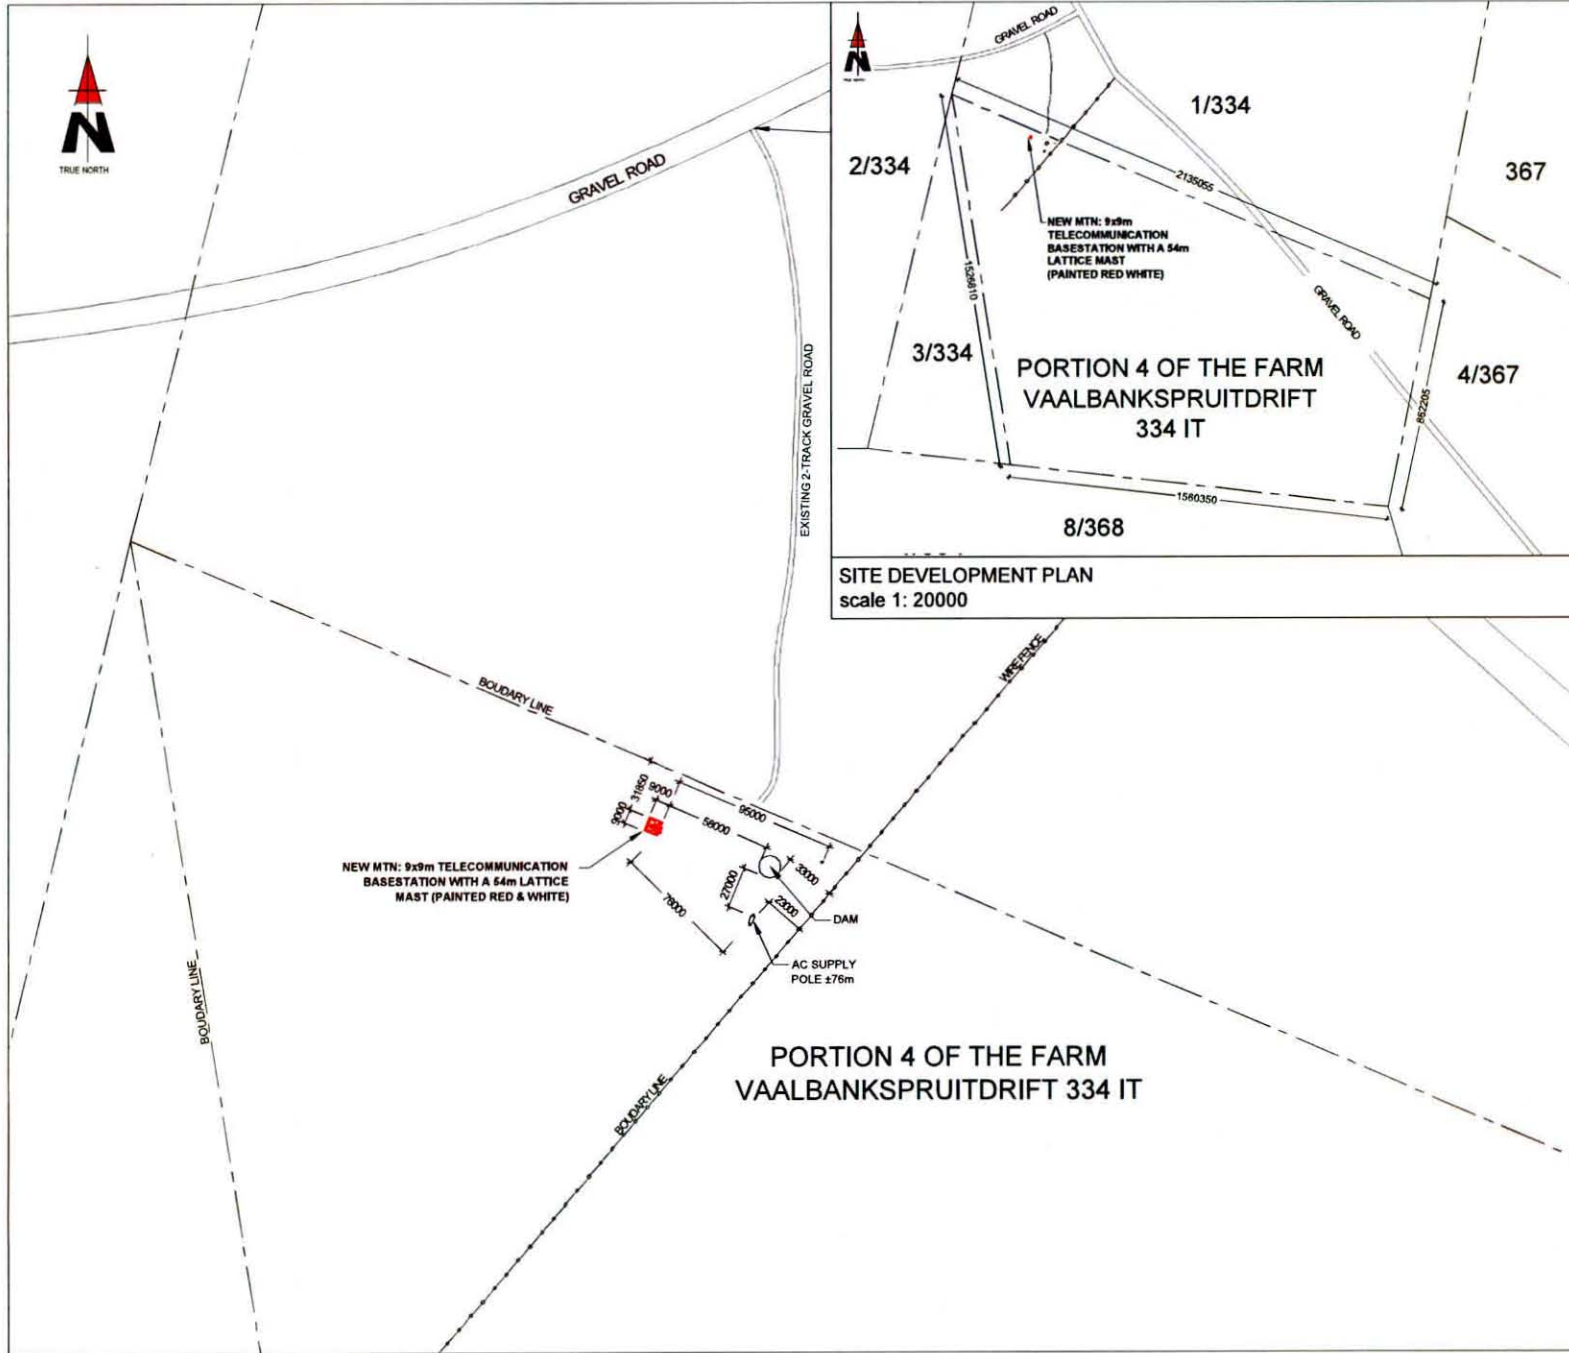 N
TRUE NORTH
GRAVEL ROAD
EXISTING 2-TRACK GRAVEL ROAD
N
TRUE NORTH
GRAVEL ROAD
1/334
2/334
367
2135055
NEW MTN: 9x9m
TELECOMMUNICATION
BASESTATION WITH A 54m
LATTICE MAST
(PAINTED RED WHITE)
1526810
GRAVEL ROAD
3/334
PORTION 4 OF THE FARM
VAALBANKSPRUITDRIFT
334 IT
4/367
862205
1560350
8/368
SITE DEVELOPMENT PLAN
scale 1: 20000
WIRE FENCE
BOUDARY LINE
31850
9000
9000
95000
58000
NEW MTN: 9x9m TELECOMMUNICATION
BASESTATION WITH A 54m LATTICE
MAST (PAINTED RED & WHITE)
33000
27000
76000
23000
DAM
AC SUPPLY
POLE ±76m
BOUDARY LINE
PORTION 4 OF THE FARM
VAALBANKSPRUITDRIFT 334 IT
BOUDARY LINE